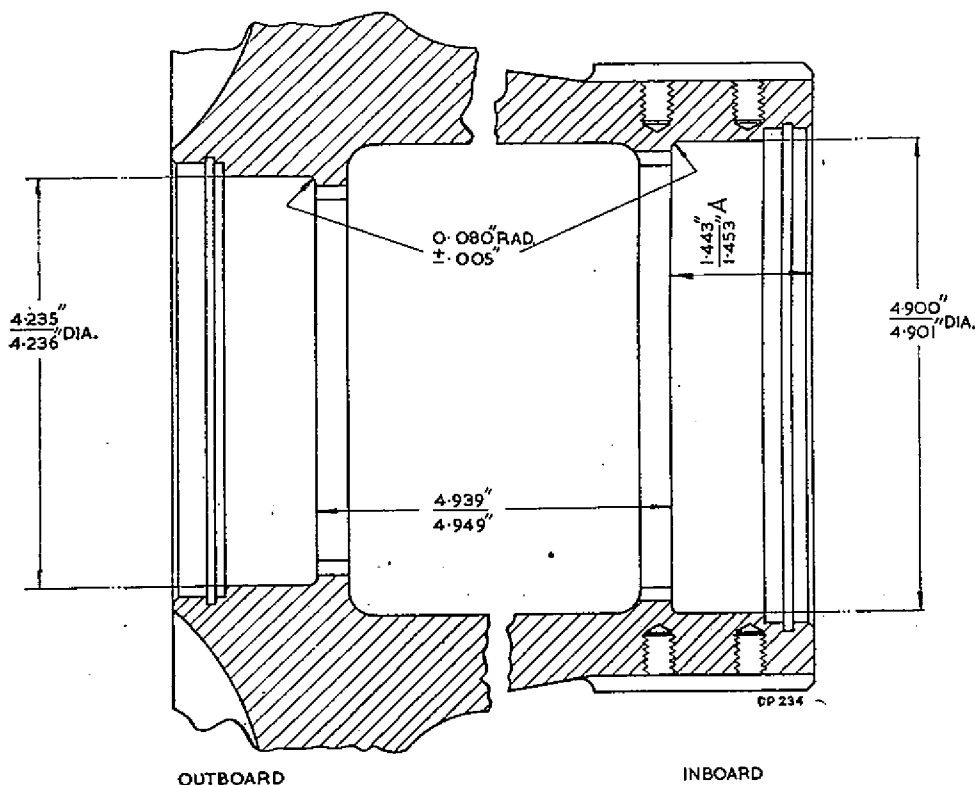 0·080" RAD.
±·005"
1·443" A
1·453"
4·235"
4·236" DIA.
4·900"
4·901" DIA.
4·939"
4·949"
DP 234
OUTBOARD
INBOARD